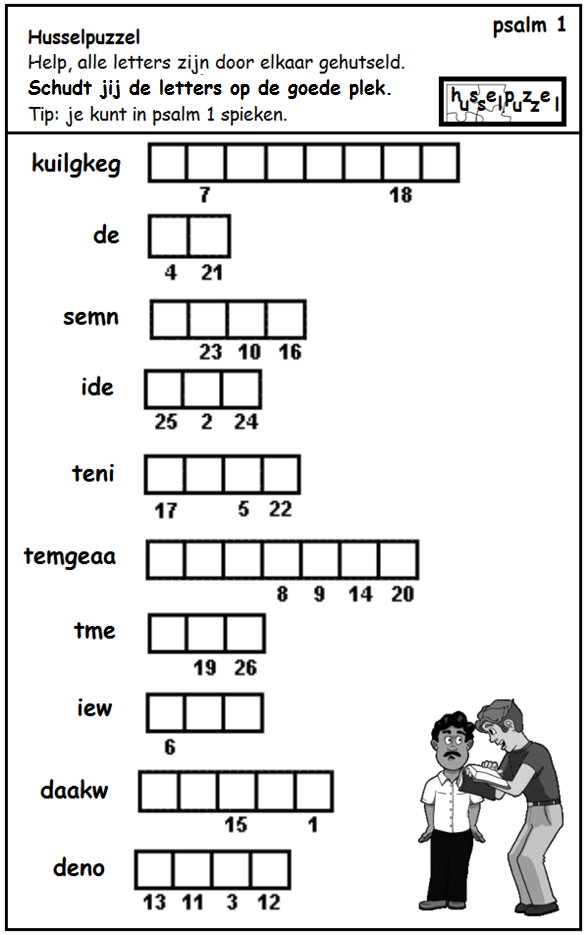 psalm 1
Husselpuzzel
Help, alle letters zijn door elkaar gehutseld.
Schudt jij de letters op de goede plek.
Tip: je kunt in psalm 1 spieken.
husselpuzzel
kuilgkeg
7 18
de
4 21
semn
23 10 16
ide
25 2 24
teni
17 5 22
temgeaa
8 9 14 20
tme
19 26
iew
6
daakw
15 1
deno
13 11 3 12